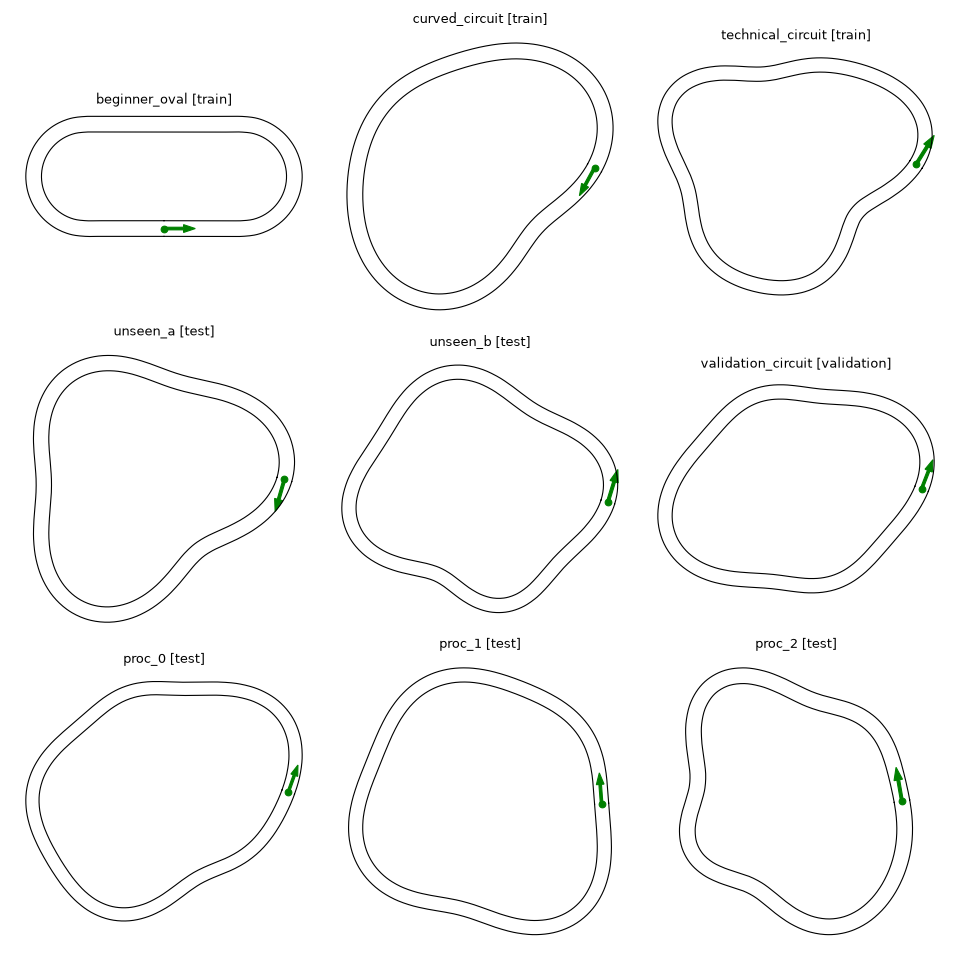 curved_circuit [train]
technical_circuit [train]
beginner_oval [train]
unseen_a [test]
unseen_b [test]
validation_circuit [validation]
proc_0 [test]
proc_1 [test]
proc_2 [test]